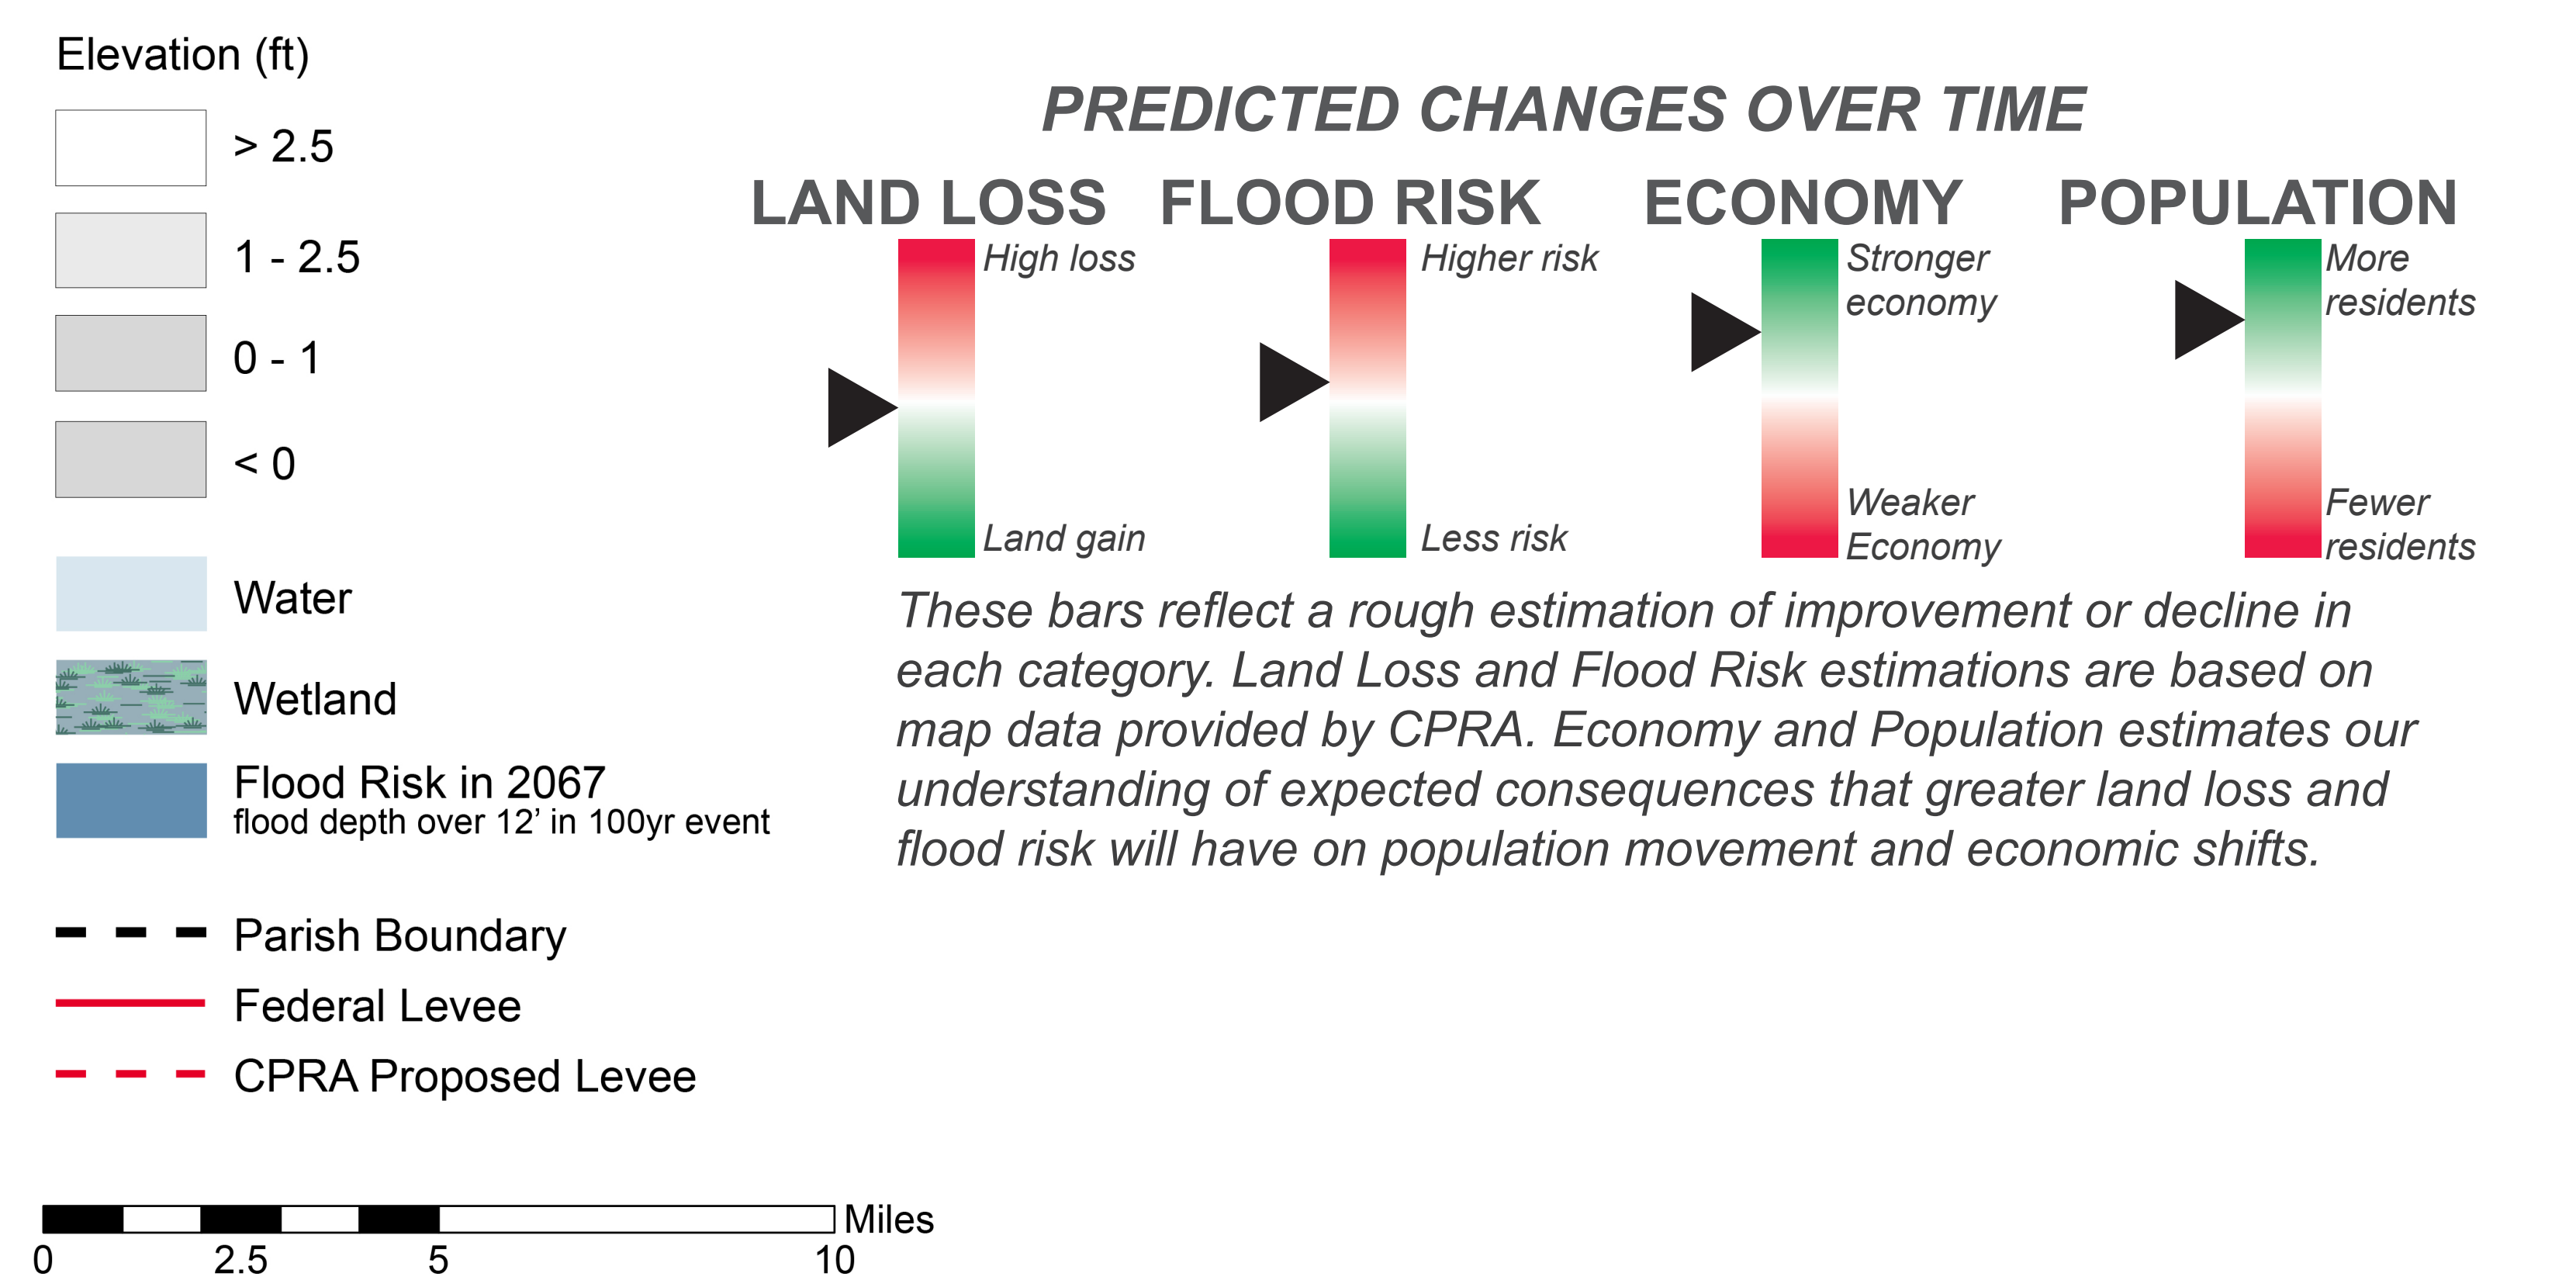 Elevation (ft)
> 2.5
1 - 2.5
0 - 1
< 0
Water
Wetland
Flood Risk in 2067
flood depth over 12’ in 100yr event
Parish Boundary
Federal Levee
CPRA Proposed Levee
0 2.5 5 10 Miles
PREDICTED CHANGES OVER TIME
LAND LOSS
High loss
Land gain
FLOOD RISK
Higher risk
Less risk
ECONOMY
Stronger
economy
Weaker
Economy
POPULATION
More
residents
Fewer
residents
These bars reflect a rough estimation of improvement or decline in
each category. Land Loss and Flood Risk estimations are based on
map data provided by CPRA. Economy and Population estimates our
understanding of expected consequences that greater land loss and
flood risk will have on population movement and economic shifts.